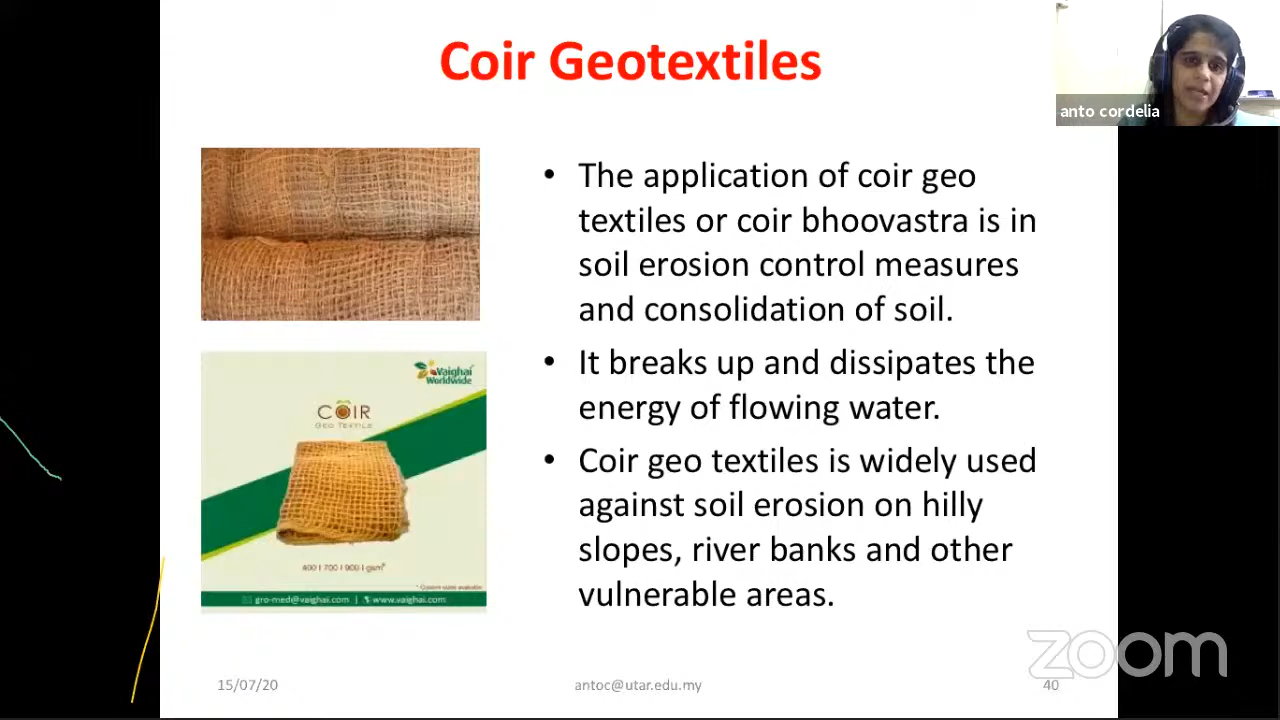 Coir Geotextiles
anto cordelia
• The application of coir geo
textiles or coir bhoovastra is in
soil erosion control measures
and consolidation of soil.
• It breaks up and dissipates the
energy of flowing water.
• Coir geo textiles is widely used
against soil erosion on hilly
slopes, river banks and other
vulnerable areas.
Vaighai
Worldwide
COIR
GEO TEXTILE
400 | 700 | 900 | gsm*
* Custom sizes available
gro-med@vaighai.com | www.vaighai.com
zoom
15/07/20
antoc@utar.edu.my
40